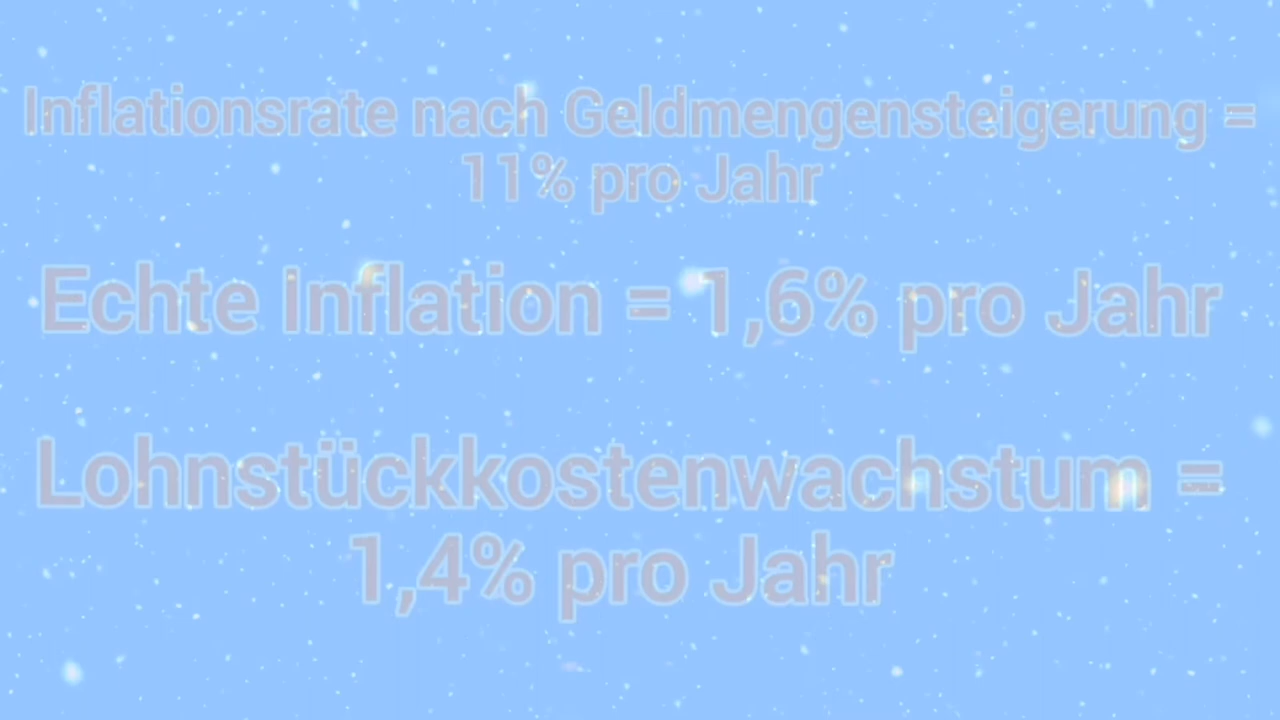 Inflationsrate nach Geldmengensteigerung =
11% pro Jahr
Echte Inflation = 1,6% pro Jahr
Lohnstückkostenwachstum =
1,4% pro Jahr